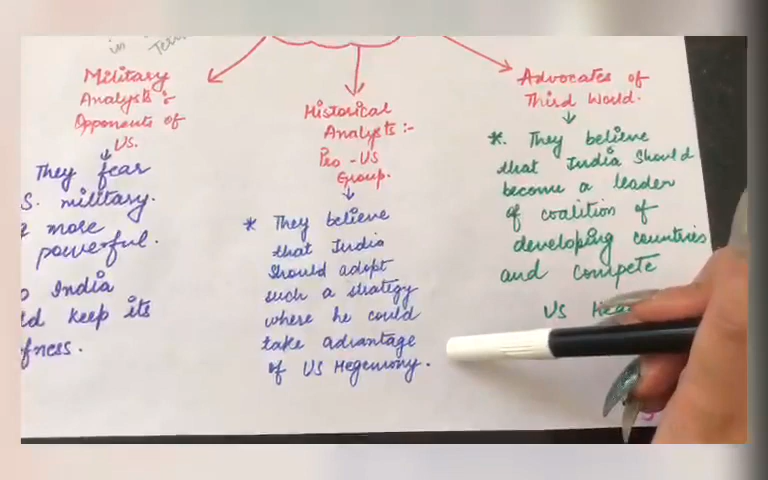 in
Military
Analysts :-
Opponents of
US.
They fear
S. military.
more
powerful.
India
keep its
fness.
Historical
Analysts :-
Pro - US
Group.
* They believe
that India
should adopt
such a strategy
where he could
take advantage
of US Hegemony.
Advocates of
Third World.
*. They believe
that India should
become a leader
of coalition of
developing countries
and compete
US